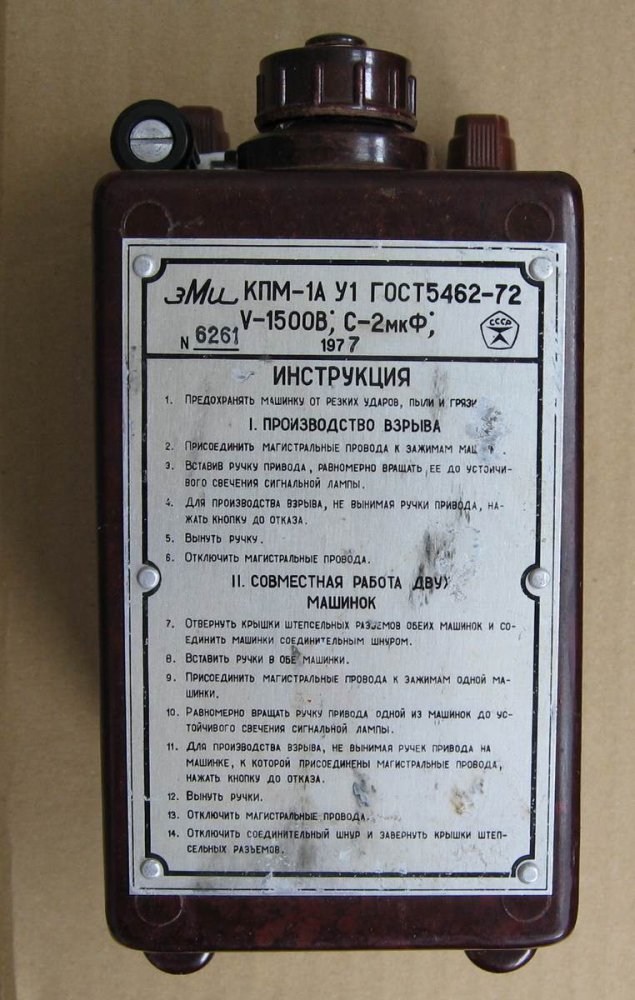 зМи КПМ-1А У1 ГОСТ5462-72
V-1500В; С-2мкФ;
N 6261 1977
СССР
ИНСТРУКЦИЯ
1. ПРЕДОХРАНЯТЬ МАШИНКУ ОТ РЕЗКИХ УДАРОВ, ПЫЛИ И ГРЯЗИ
I. ПРОИЗВОДСТВО ВЗРЫВА
2. ПРИСОЕДИНИТЬ МАГИСТРАЛЬНЫЕ ПРОВОДА К ЗАЖИМАМ
3. ВСТАВИВ РУЧКУ ПРИВОДА, РАВНОМЕРНО ВРАЩАТЬ ЕЕ ДО УСТОЙЧИ-
ВОГО СВЕЧЕНИЯ СИГНАЛЬНОЙ ЛАМПЫ.
4. ДЛЯ ПРОИЗВОДСТВА ВЗРЫВА, НЕ ВЫНИМАЯ РУЧКИ ПРИВОДА, НА-
ЖАТЬ КНОПКУ ДО ОТКАЗА.
5. ВЫНУТЬ РУЧКУ.
6. ОТКЛЮЧИТЬ МАГИСТРАЛЬНЫЕ ПРОВОДА.
II. СОВМЕСТНАЯ РАБОТА ДВУХ
МАШИНОК
7. ОТВЕРНУТЬ КРЫШКИ ШТЕПСЕЛЬНЫХ РАЗЪЕМОВ ОБЕИХ МАШИНОК И СО-
ЕДИНИТЬ МАШИНКИ СОЕДИНИТЕЛЬНЫМ ШНУРОМ.
8. ВСТАВИТЬ РУЧКИ В ОБЕ МАШИНКИ.
9. ПРИСОЕДИНИТЬ МАГИСТРАЛЬНЫЕ ПРОВОДА К ЗАЖИМАМ ОДНОЙ МА-
ШИНКИ.
10. РАВНОМЕРНО ВРАЩАТЬ РУЧКУ ПРИВОДА ОДНОЙ ИЗ МАШИНОК ДО УС-
ТОЙЧИВОГО СВЕЧЕНИЯ СИГНАЛЬНОЙ ЛАМПЫ.
11. ДЛЯ ПРОИЗВОДСТВА ВЗРЫВА, НЕ ВЫНИМАЯ РУЧЕК ПРИВОДА НА
МАШИНКЕ, К КОТОРОЙ ПРИСОЕДИНЕНЫ МАГИСТРАЛЬНЫЕ ПРОВОДА,
НАЖАТЬ КНОПКУ ДО ОТКАЗА.
12. ВЫНУТЬ РУЧКИ.
13. ОТКЛЮЧИТЬ МАГИСТРАЛЬНЫЕ ПРОВОДА.
14. ОТКЛЮЧИТЬ СОЕДИНИТЕЛЬНЫЙ ШНУР И ЗАВЕРНУТЬ КРЫШКИ ШТЕП-
СЕЛЬНЫХ РАЗЪЕМОВ.